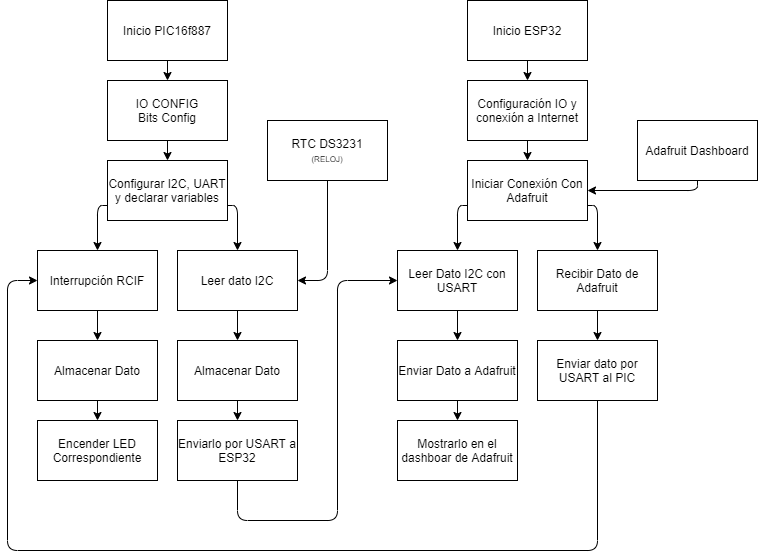 Inicio PIC16f887
Inicio ESP32
IO CONFIG
Bits Config
Configuración IO y
conexión a Internet
RTC DS3231
(RELOJ)
Adafruit Dashboard
Configurar I2C, UART
y declarar variables
Iniciar Conexión Con
Adafruit
Interrupción RCIF
Leer dato I2C
Leer Dato I2C con
USART
Recibir Dato de
Adafruit
Almacenar Dato
Almacenar Dato
Enviar Dato a Adafruit
Enviar dato por
USART al PIC
Encender LED
Correspondiente
Enviarlo por USART a
ESP32
Mostrarlo en el
dashboar de Adafruit